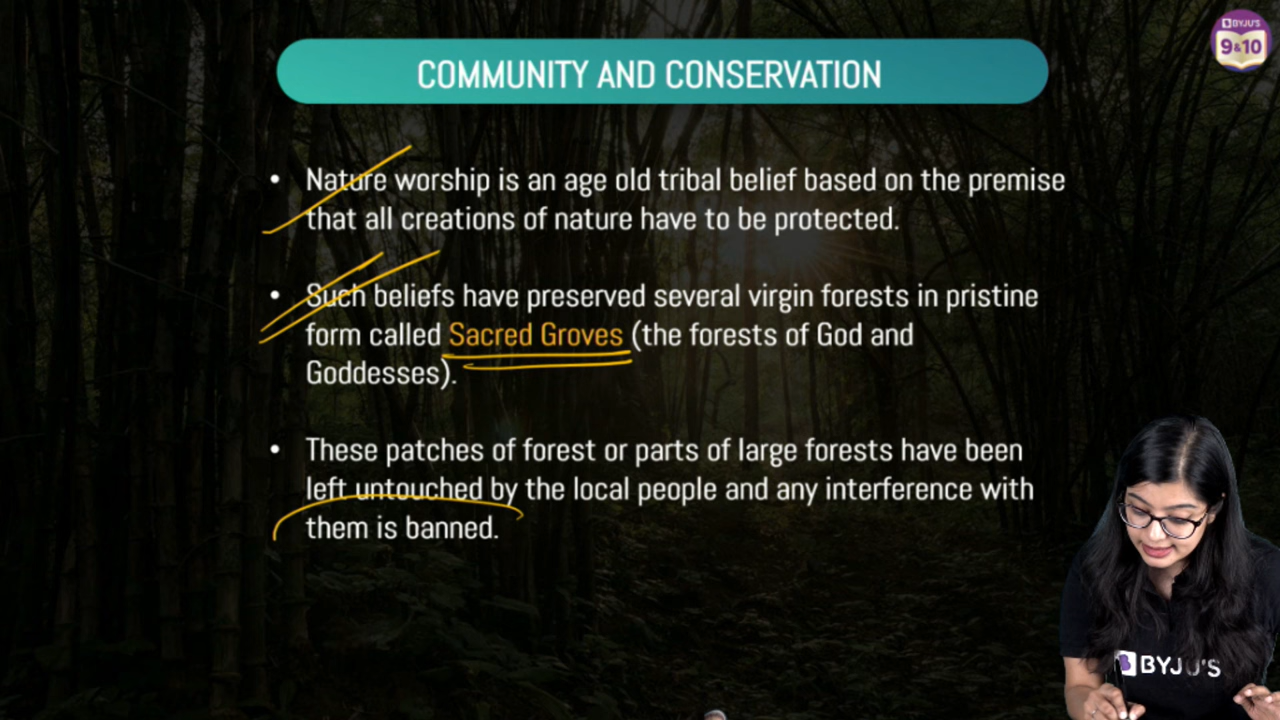 BYJU'S
9&10
COMMUNITY AND CONSERVATION
• Nature worship is an age old tribal belief based on the premise
that all creations of nature have to be protected.
• Such beliefs have preserved several virgin forests in pristine
form called Sacred Groves (the forests of God and
Goddesses).
• These patches of forest or parts of large forests have been
left untouched by the local people and any interference with
them is banned.
BYJU'S